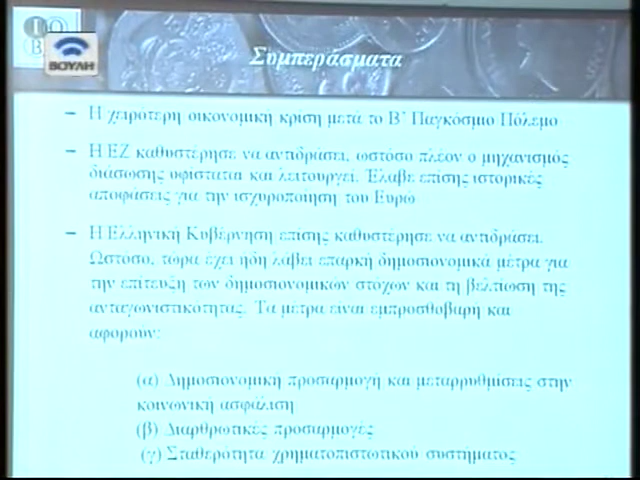 Ι Ο
Β
ΒΟΥΛΗ
Συμπεράσματα
– Η χειρότερη οικονομική κρίση μετά το Β' Παγκόσμιο Πόλεμο
– Η ΕΖ καθυστέρησε να αντιδράσει, ωστόσο πλέον ο μηχανισμός
διάσωσης υφίσταται και λειτουργεί. Έλαβε επίσης ιστορικές
αποφάσεις για την ισχυροποίηση του Ευρώ
– Η Ελληνική Κυβέρνηση επίσης καθυστέρησε να αντιδράσει.
Ωστόσο, τώρα έχει ήδη λάβει επαρκή δημοσιονομικά μέτρα για
την επίτευξη των δημοσιονομικών στόχων και τη βελτίωση της
ανταγωνιστικότητας. Τα μέτρα είναι εμπροσθοβαρή και
αφορούν:
(α) Δημοσιονομική προσαρμογή και μεταρρυθμίσεις στην
κοινωνική ασφάλιση
(β) Διαρθρωτικές προσαρμογές
(γ) Σταθερότητα χρηματοπιστωτικού συστήματος